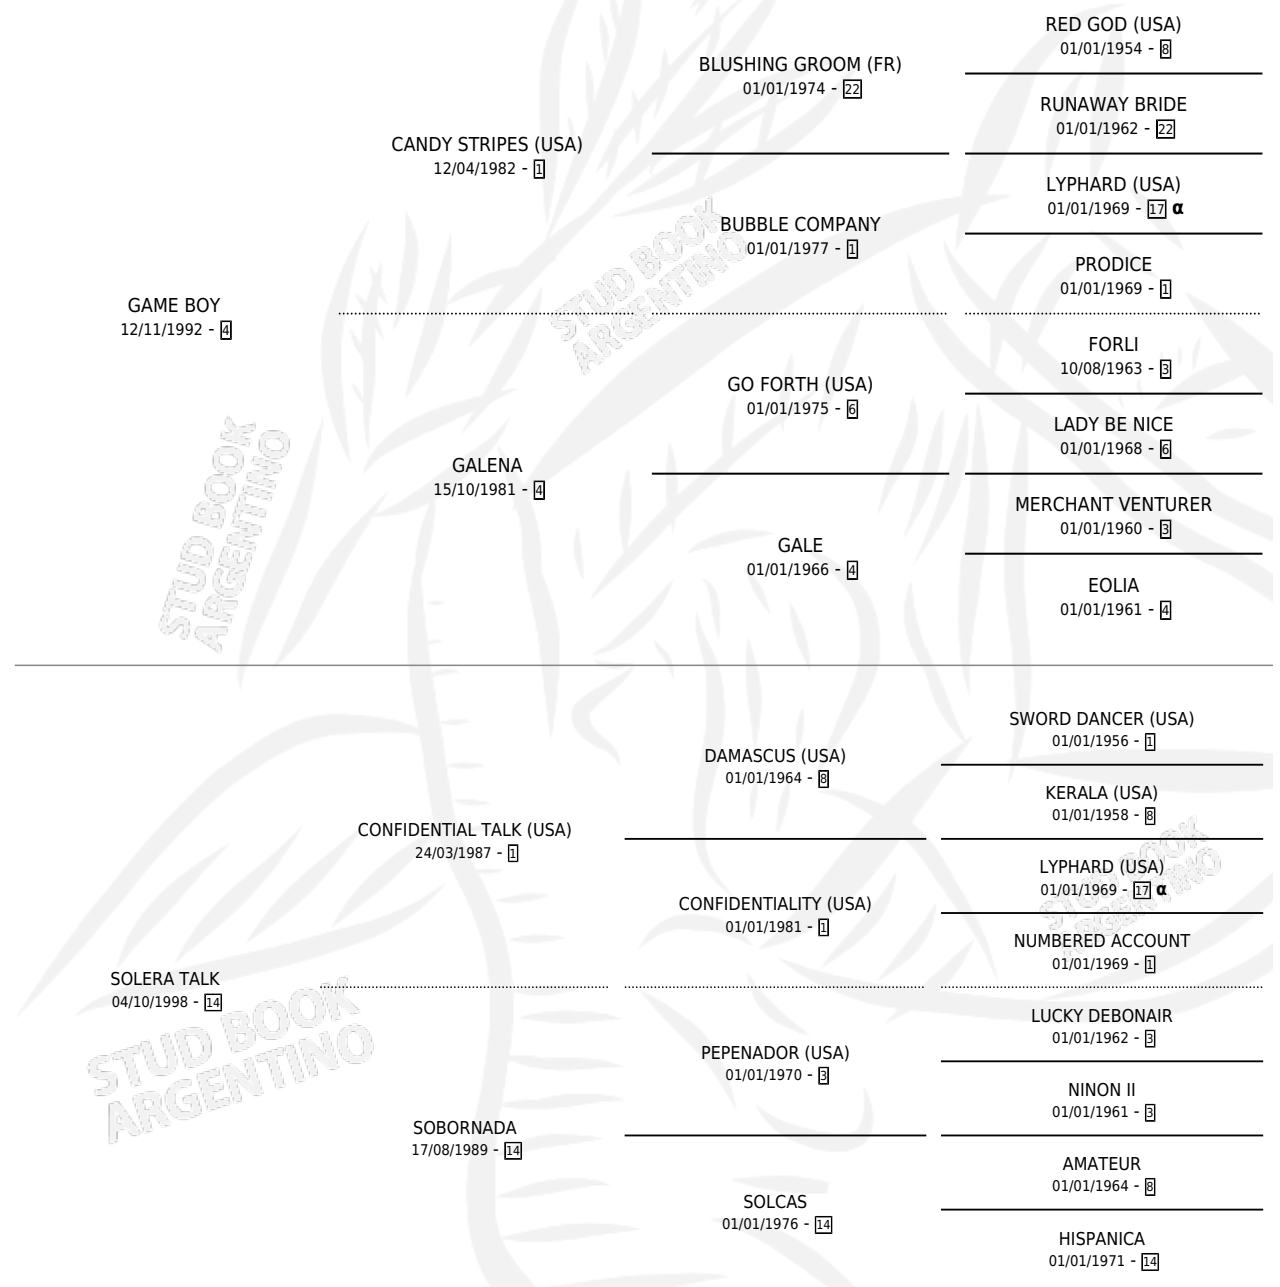 RED GOD (USA)
01/01/1954 - 8
BLUSHING GROOM (FR)
01/01/1974 - 22
RUNAWAY BRIDE
01/01/1962 - 22
CANDY STRIPES (USA)
12/04/1982 - 1
LYPHARD (USA)
01/01/1969 - 17 α
BUBBLE COMPANY
01/01/1977 - 1
PRODICE
01/01/1969 - 1
GAME BOY
12/11/1992 - 4
FORLI
10/08/1963 - 3
GO FORTH (USA)
01/01/1975 - 6
LADY BE NICE
01/01/1968 - 6
GALENA
15/10/1981 - 4
MERCHANT VENTURER
01/01/1960 - 3
GALE
01/01/1966 - 4
EOLIA
01/01/1961 - 4
SWORD DANCER (USA)
01/01/1956 - 1
DAMASCUS (USA)
01/01/1964 - 8
KERALA (USA)
01/01/1958 - 8
CONFIDENTIAL TALK (USA)
24/03/1987 - 1
LYPHARD (USA)
01/01/1969 - 17 α
CONFIDENTIALITY (USA)
01/01/1981 - 1
NUMBERED ACCOUNT
01/01/1969 - 1
SOLERA TALK
04/10/1998 - 14
LUCKY DEBONAIR
01/01/1962 - 3
PEPENADOR (USA)
01/01/1970 - 3
NINON II
01/01/1961 - 3
SOBORNADA
17/08/1989 - 14
AMATEUR
01/01/1964 - 8
SOLCAS
01/01/1976 - 14
HISPANICA
01/01/1971 - 14
STUD BOOK
ARGENTINO
STUD BOOK
ARGENTINO
STUD BOOK
ARGENTINO
STUD BOOK
ARGENTINO